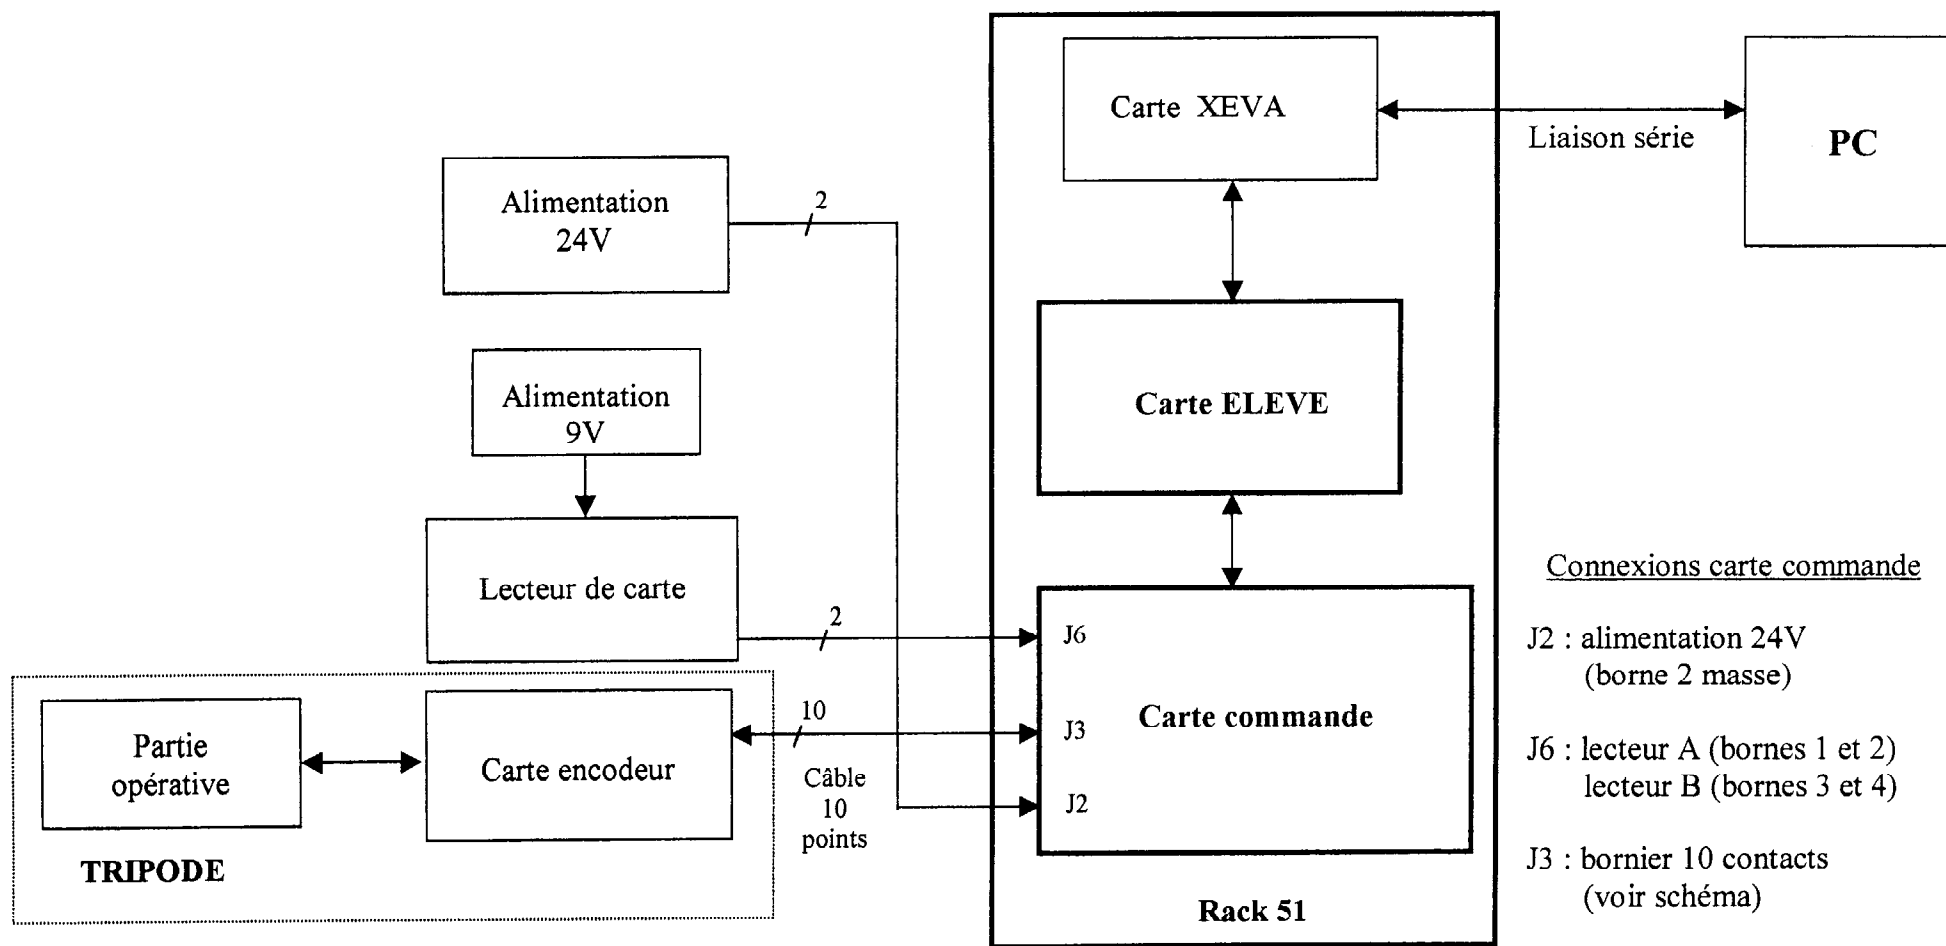 Carte XEVA
Liaison série
PC
Alimentation
24V
2
Alimentation
9V
Carte ELEVE
Lecteur de carte
2
J6
Connexions carte commande
J2 : alimentation 24V
(borne 2 masse)
J6 : lecteur A (bornes 1 et 2)
lecteur B (bornes 3 et 4)
J3 : bornier 10 contacts
(voir schéma)
Partie
opérative
Carte encodeur
10
Câble
10
points
J3
Carte commande
J2
TRIPODE
Rack 51